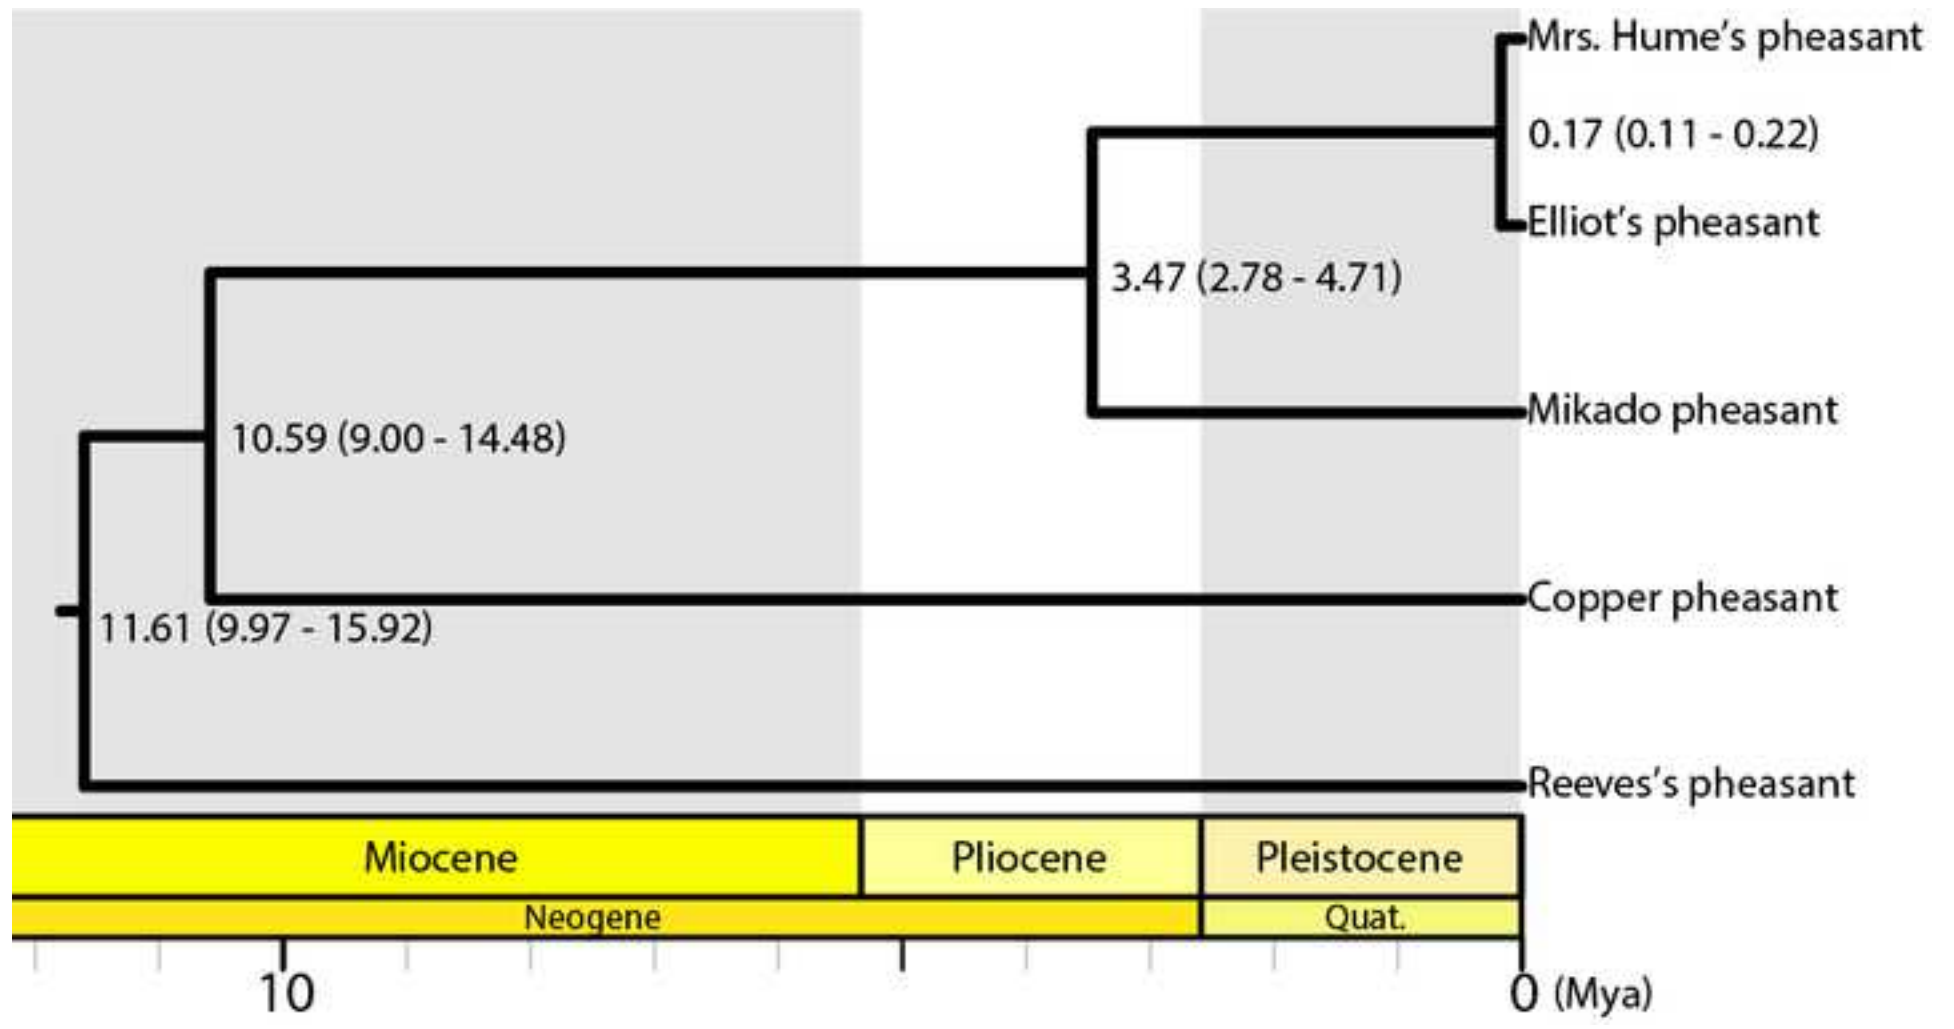 Mrs. Hume's pheasant
0.17 (0.11 - 0.22)
Elliot's pheasant
3.47 (2.78 - 4.71)
Mikado pheasant
10.59 (9.00 - 14.48)
Copper pheasant
11.61 (9.97 - 15.92)
Reeves's pheasant
Miocene Pliocene Pleistocene
Neogene Quat.
10 0 (Mya)